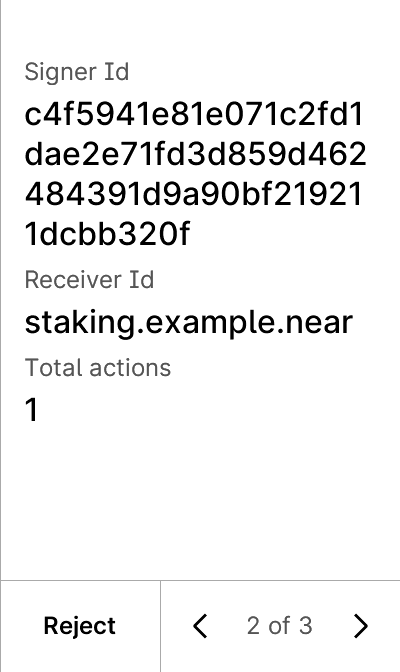 Signer Id
c4f5941e81e071c2fd1
dae2e71fd3d859d462
484391d9a90bf21921
1dcbb320f
Receiver Id
staking.example.near
Total actions
1
Reject
2 of 3